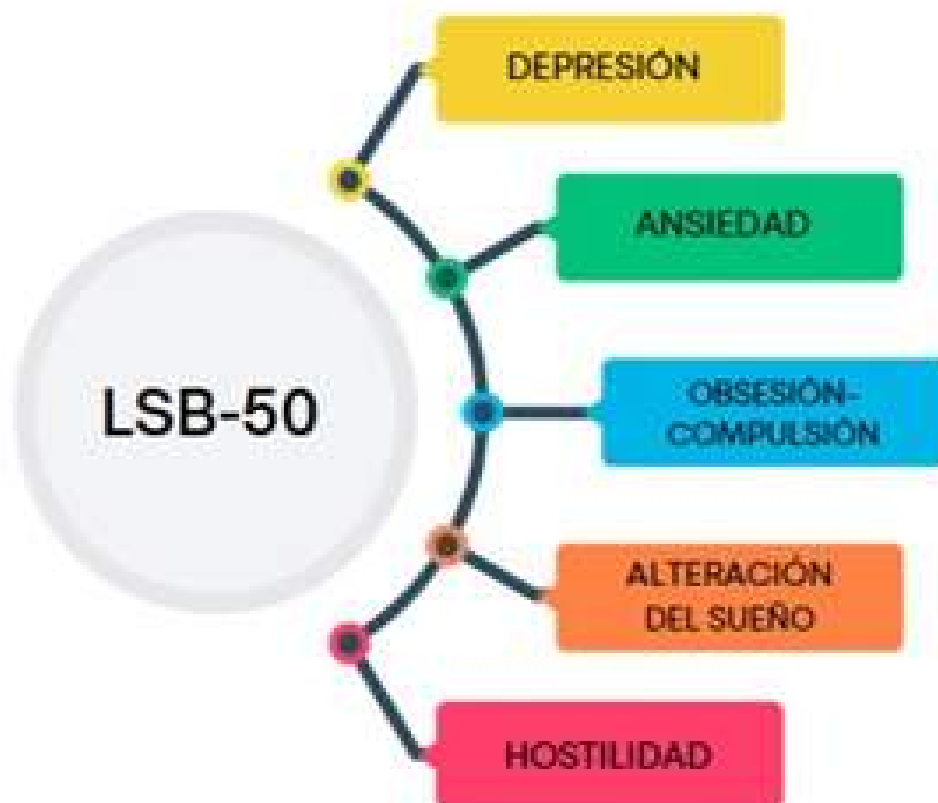 DEPRESIÓN
ANSIEDAD
LSB-50
OBSESIÓN-
COMPULSIÓN
ALTERACIÓN
DEL SUEÑO
HOSTILIDAD